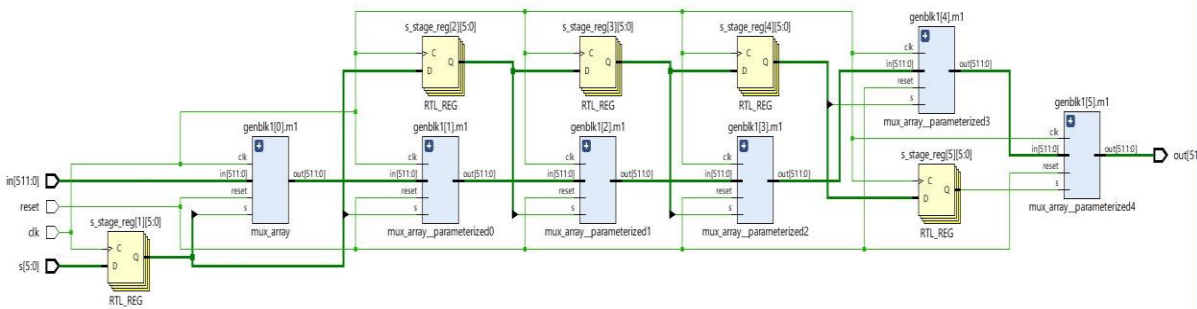 genblk1[4].m1
s_stage_reg[2][5:0]
s_stage_reg[3][5:0]
s_stage_reg[4][5:0]
C
D
Q
RTL_REG
C
D
Q
RTL_REG
C
D
Q
RTL_REG
clk
in[511:0]
reset
s
out[511:0]
mux_array__parameterized3
genblk1[0].m1
genblk1[1].m1
genblk1[2].m1
genblk1[3].m1
genblk1[5].m1
clk
in[511:0]
reset
s
out[511:0]
mux_array
clk
in[511:0]
reset
s
out[511:0]
mux_array__parameterized0
clk
in[511:0]
reset
s
out[511:0]
mux_array__parameterized1
clk
in[511:0]
reset
s
out[511:0]
mux_array__parameterized2
s_stage_reg[5][5:0]
C
D
Q
RTL_REG
clk
in[511:0]
reset
s
out[511:0]
mux_array__parameterized4
out[51
in[511:0]
reset
clk
s[5:0]
s_stage_reg[1][5:0]
C
D
Q
RTL_REG